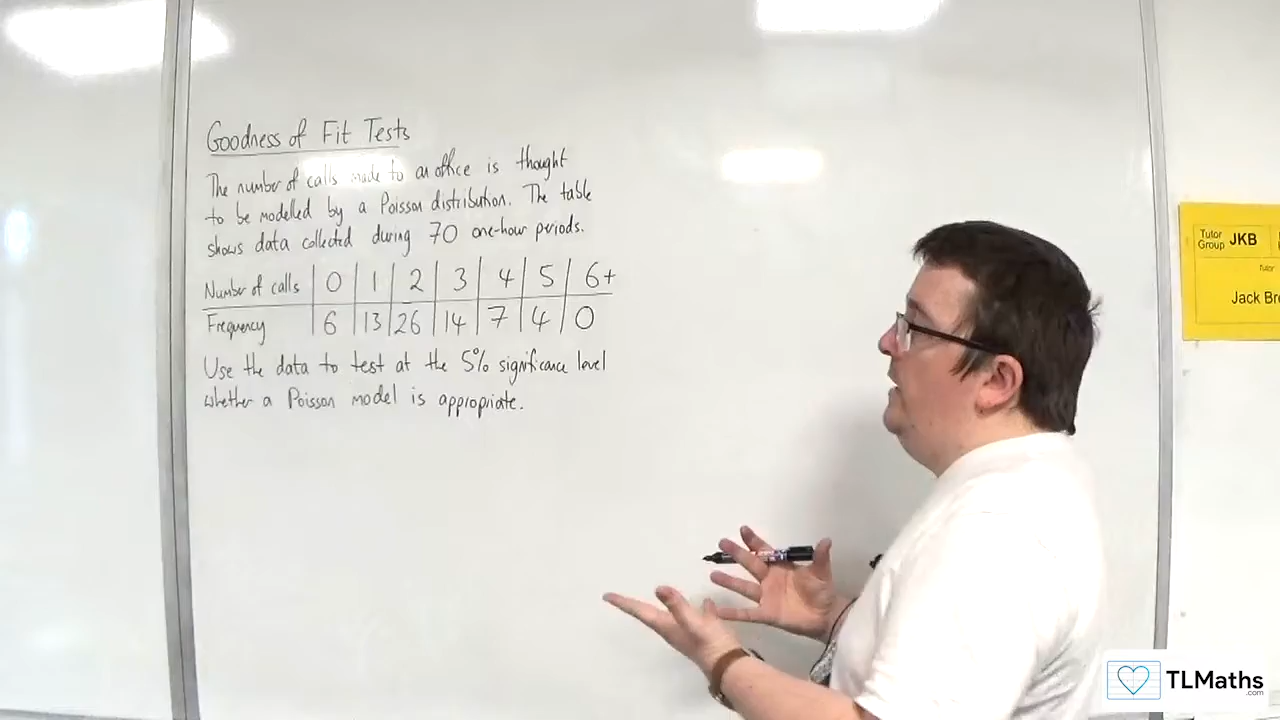 Goodness of Fit Tests
The number of calls made to an office is thought
to be modelled by a Poisson distribution. The table
shows data collected during 70 one-hour periods.
Number of calls 0 1 2 3 4 5 6+
Frequency 6 13 26 14 7 4 0
Use the data to test at the 5% significance level
whether a Poisson model is appropriate.
Tutor
Group JKB
tutor
Jack Bro
TLMaths
.com